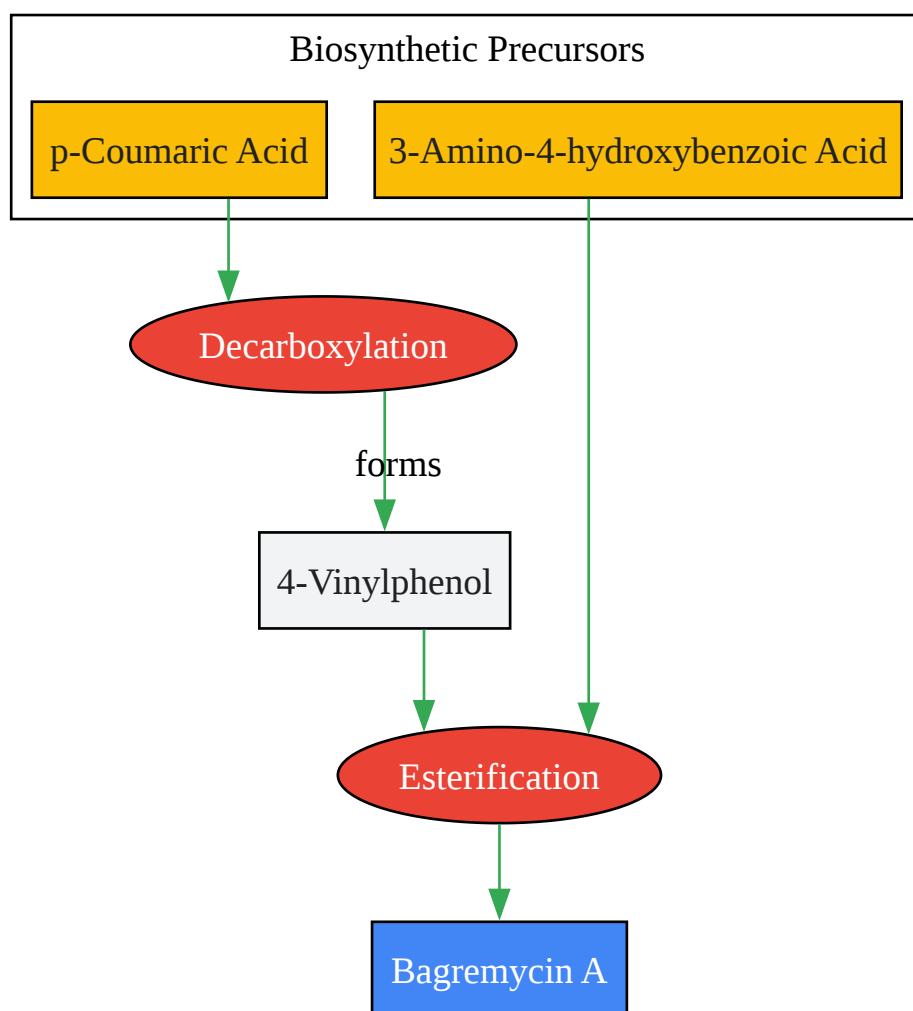 Biosynthetic Precursors
p-Coumaric Acid
3-Amino-4-hydroxybenzoic Acid
Decarboxylation
forms
4-Vinylphenol
Esterification
Bagremycin A